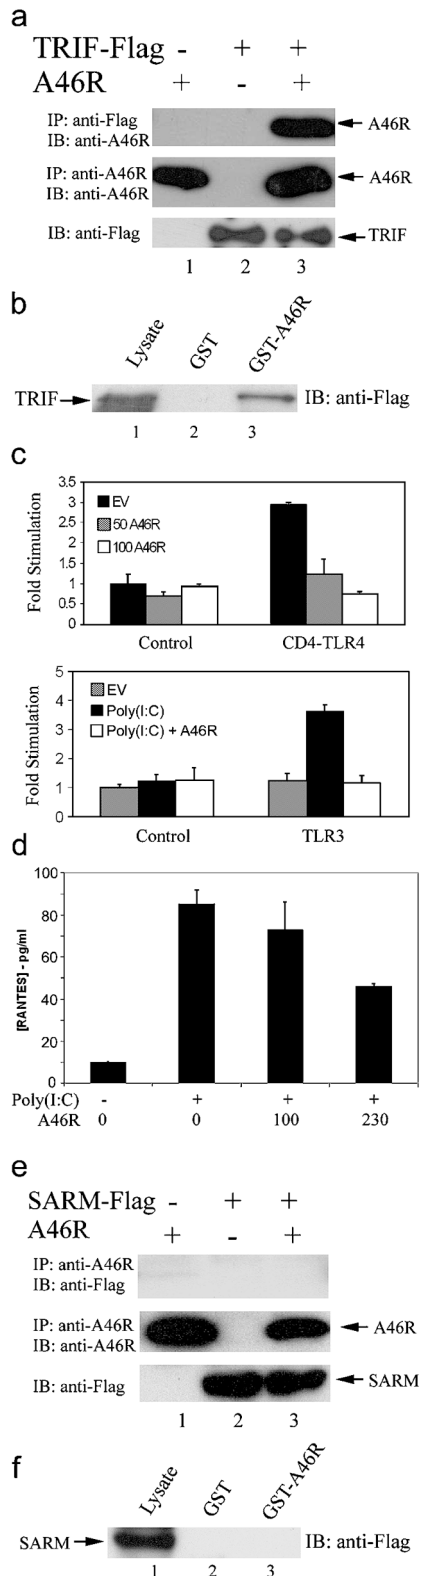 a
TRIF-Flag - + +
A46R + - +
IP: anti-Flag
IB: anti-A46R
A46R
IP: anti-A46R
IB: anti-A46R
A46R
IB: anti-Flag
TRIF
1 2 3
b
Lysate GST GST-A46R
TRIF
IB: anti-Flag
1 2 3
c
Fold Stimulation
3.5
3
2.5
2
1.5
1
0.5
0
EV
50 A46R
100 A46R
Control CD4-TLR4
Fold Stimulation
5
4
3
2
1
0
EV
Poly(I:C)
Poly(I:C) + A46R
Control TLR3
d
[RANTES] - pg/ml
100
80
60
40
20
0
Poly(I:C) - + + +
A46R 0 0 100 230
e
SARM-Flag - + +
A46R + - +
IP: anti-A46R
IB: anti-Flag
IP: anti-A46R
IB: anti-A46R
A46R
IB: anti-Flag
SARM
1 2 3
f
Lysate GST GST-A46R
SARM
IB: anti-Flag
1 2 3